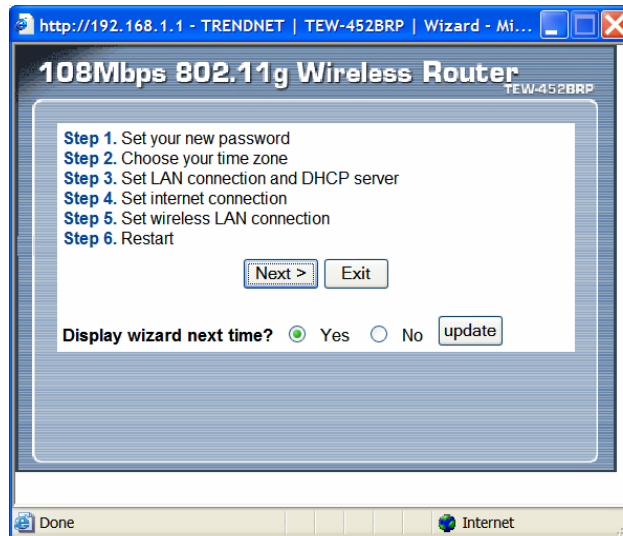 http://192.168.1.1 - TRENDNET | TEW-452BRP | Wizard - Mi...
108Mbps 802.11g Wireless Router
TEW-452BRP
Step 1. Set your new password
Step 2. Choose your time zone
Step 3. Set LAN connection and DHCP server
Step 4. Set internet connection
Step 5. Set wireless LAN connection
Step 6. Restart
Next > Exit
Display wizard next time? Yes No update
Done Internet